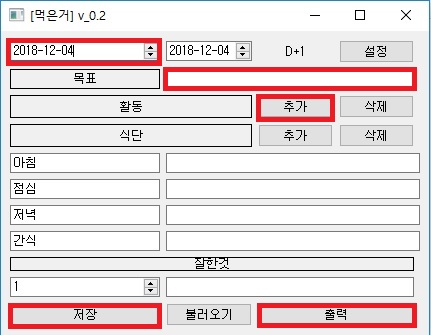 [먹은거] v_0.2
2018-12-04 2018-12-04 D+1 설정
목표
활동 추가 삭제
식단 추가 삭제
아침
점심
저녁
간식
잘한것
1
저장 불러오기 출력